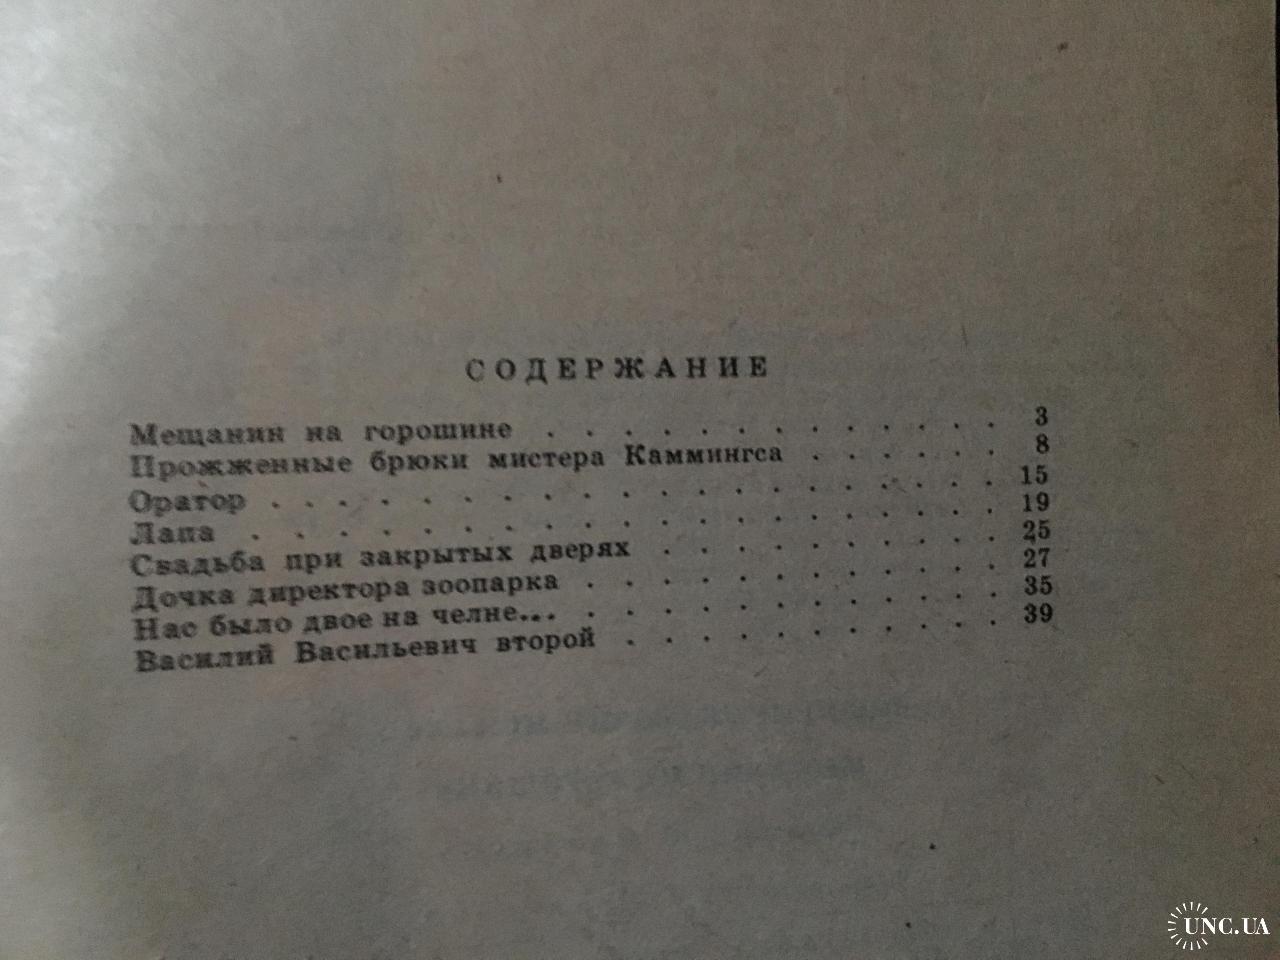 СОДЕРЖАНИЕ
Мещанин на горошине . . . . . . . . . . . . 3
Прожженные брюки мистера Каммингса . . . . . . 8
Оратор . . . . . . . . . . . . . . . . . . . 15
Лапа . . . . . . . . . . . . . . . . . . . . 19
Свадьба при закрытых дверях . . . . . . . . . 25
Дочка директора зоопарка . . . . . . . . . . . 27
Нас было двое на челне... . . . . . . . . . . . 35
Василий Васильевич второй . . . . . . . . . . 39
UNC.UA